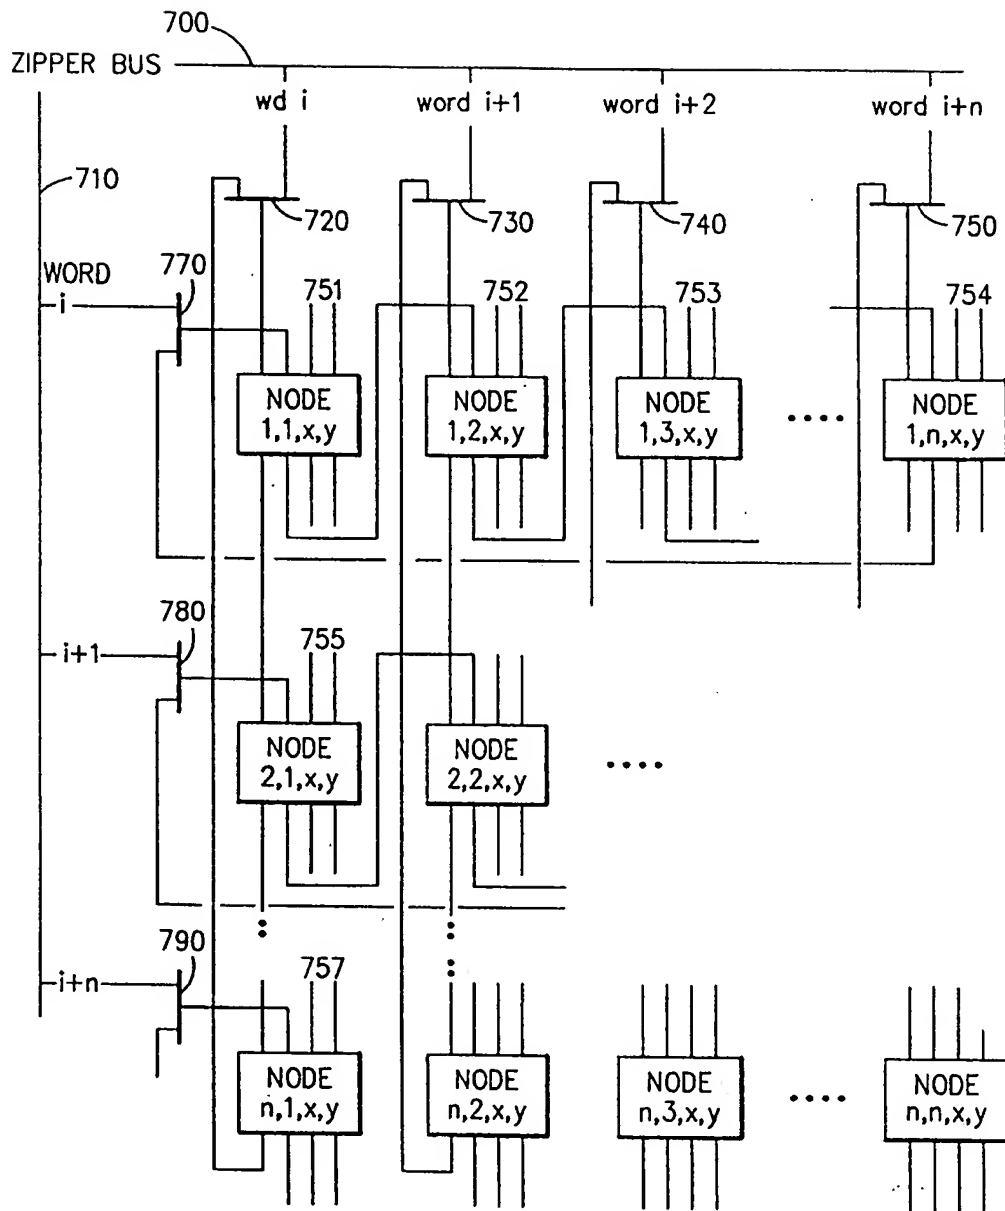 700
ZIPPER BUS
wd i
word i+1
word i+2
word i+n
710
720
730
740
750
WORD
770
i
751
752
753
754
NODE
1,1,x,y
NODE
1,2,x,y
NODE
1,3,x,y
NODE
1,n,x,y
780
i+1
755
NODE
2,1,x,y
NODE
2,2,x,y
790
i+n
757
NODE
n,1,x,y
NODE
n,2,x,y
NODE
n,3,x,y
NODE
n,n,x,y